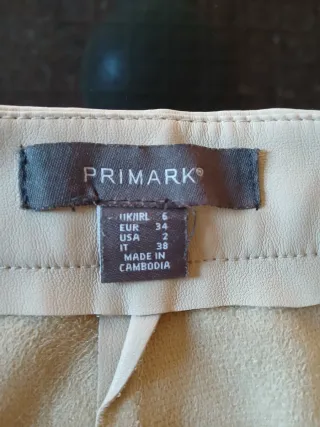 PRIMARK®
UK/IRL 6
EUR 34
USA 2
IT 38
MADE IN
CAMBODIA